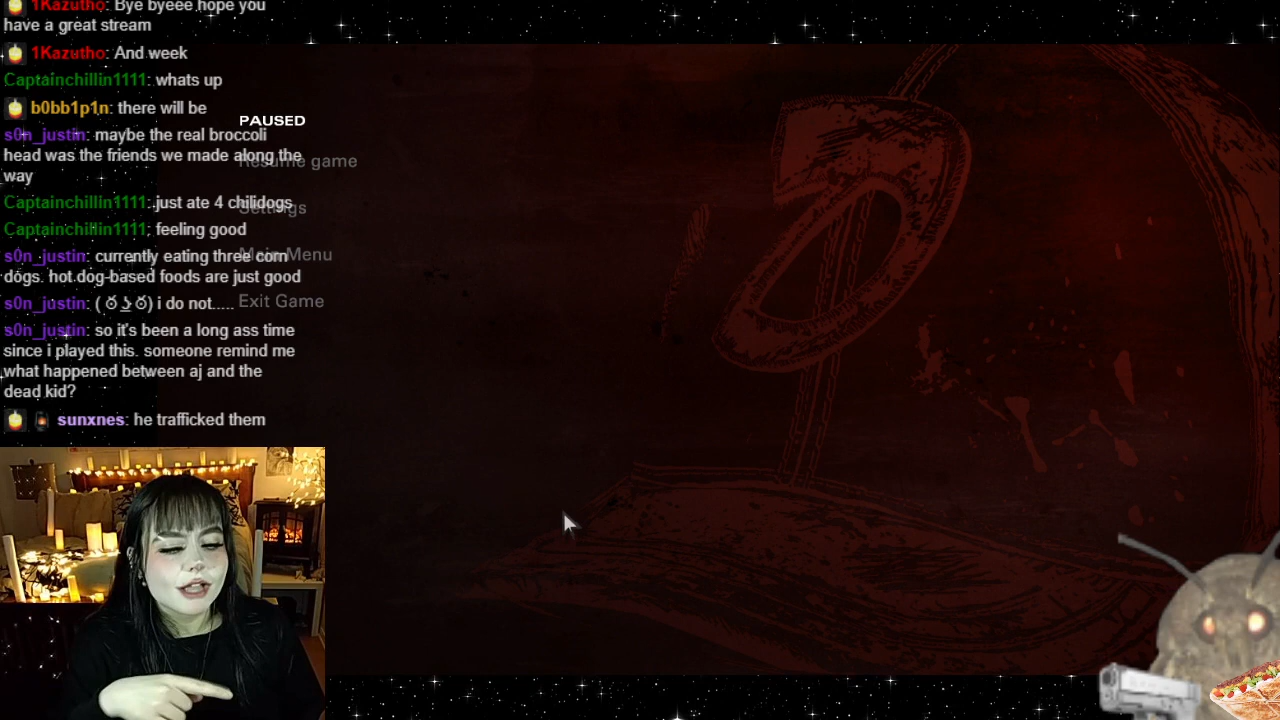 1Kazutho: Bye byeee hope you
have a great stream
1Kazutho: And week
Captainchillin1111: whats up
b0bb1p1n: there will be
s0n_justin: maybe the real broccoli
head was the friends we made along the
way
Captainchillin1111: just ate 4 chilidogs
Captainchillin1111: feeling good
s0n_justin: currently eating three corn
dogs. hot dog-based foods are just good
s0n_justin: ( ఠ ͟ʖ ఠ) i do not.....
s0n_justin: so it's been a long ass time
since i played this. someone remind me
what happened between aj and the
dead kid?
sunxnes: he trafficked them
PAUSED
Resume game
Settings
Main Menu
Exit Game